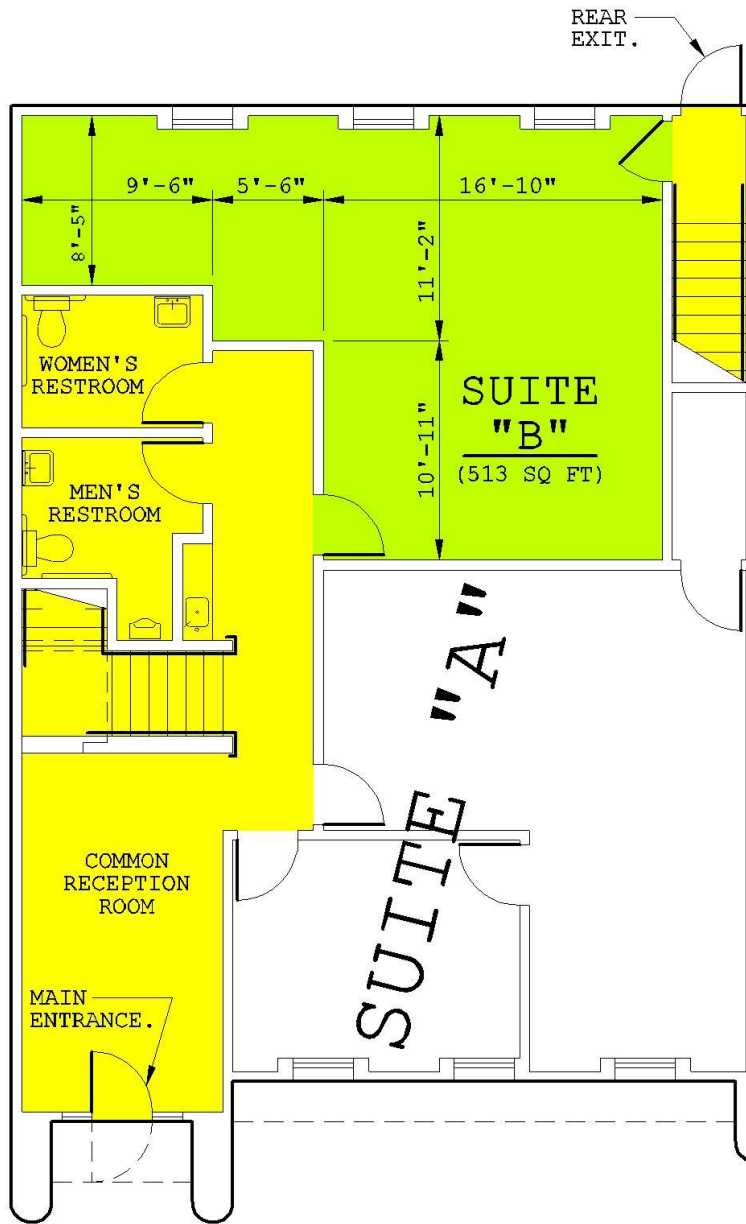 REAR
EXIT.
9'-6"
5'-6"
16'-10"
8'-5"
11'-2"
10'-11"
WOMEN'S
RESTROOM
SUITE
"B"
(513 SQ FT)
MEN'S
RESTROOM
SUITE "A"
COMMON
RECEPTION
ROOM
MAIN
ENTRANCE.